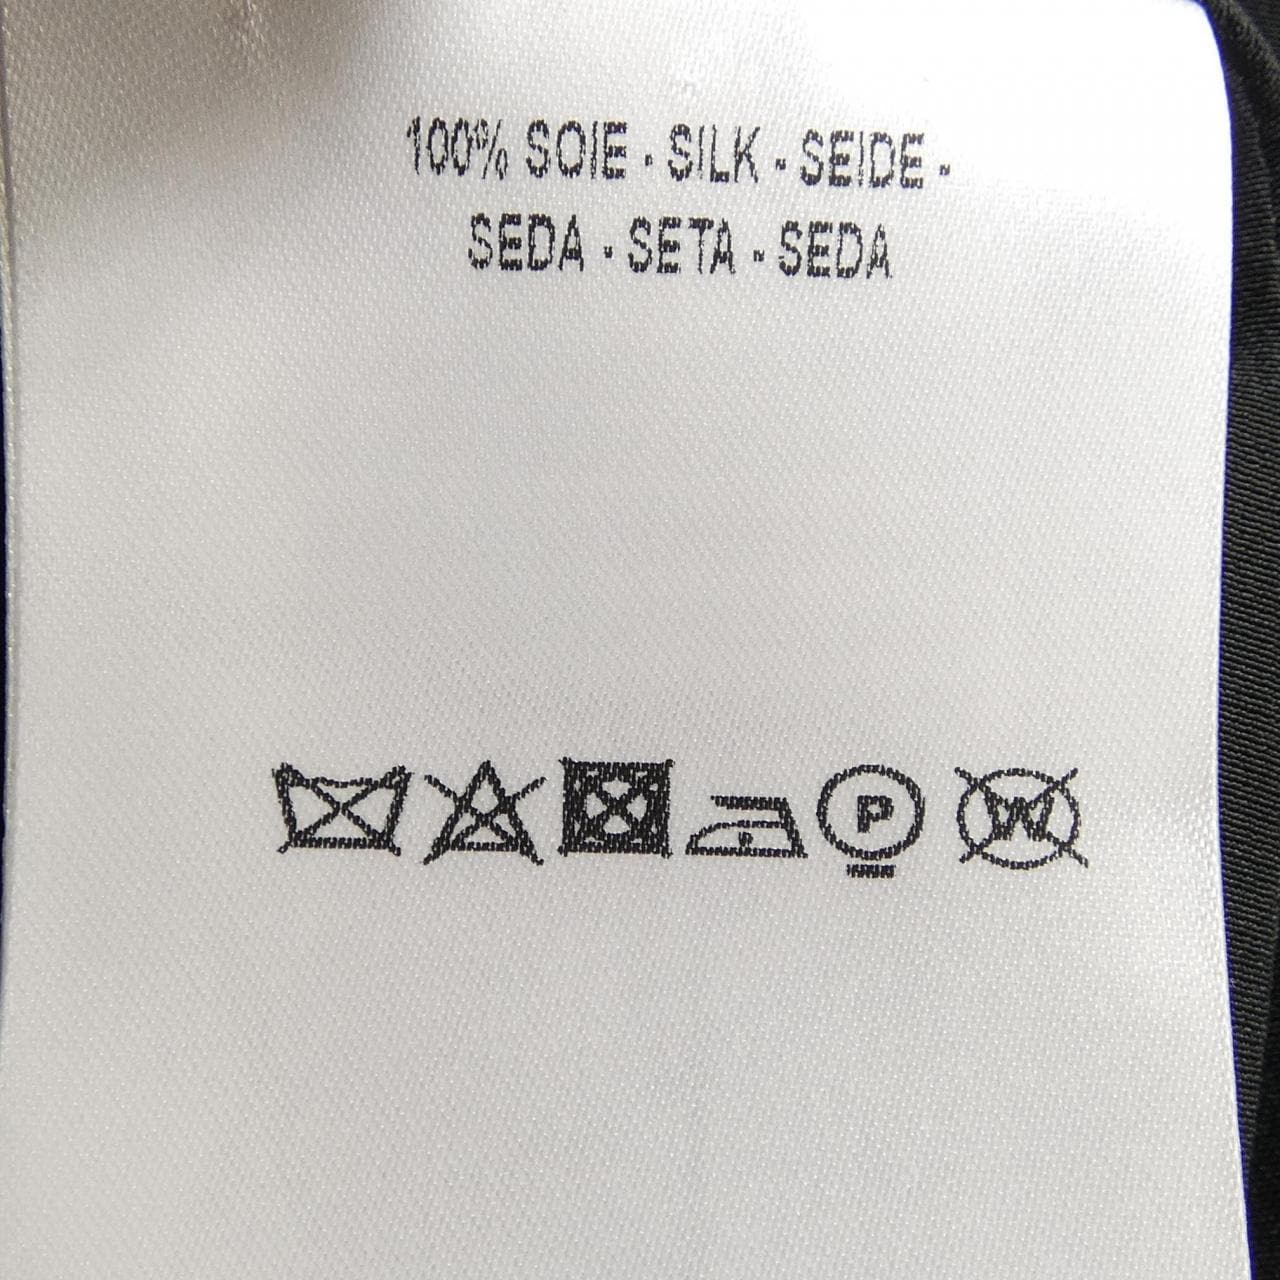 100% SOIE - SILK - SEIDE -
SEDA - SETA - SEDA
P W